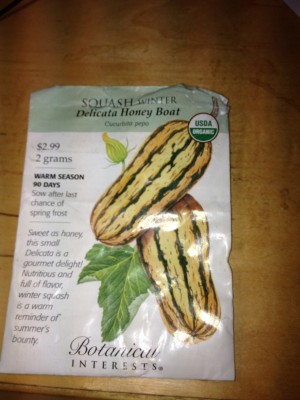 SQUASH WINTER
Delicata Honey Boat
Cucurbita pepo
USDA
ORGANIC
$2.99
2 grams
WARM SEASON
90 DAYS
Sow after last
chance of
spring frost
Sweet as honey,
this small
Delicata is a
gourmet delight!
Nutritious and
full of flavor,
winter squash
is a warm
reminder of
summer's
bounty.
Botanical
INTERESTS®